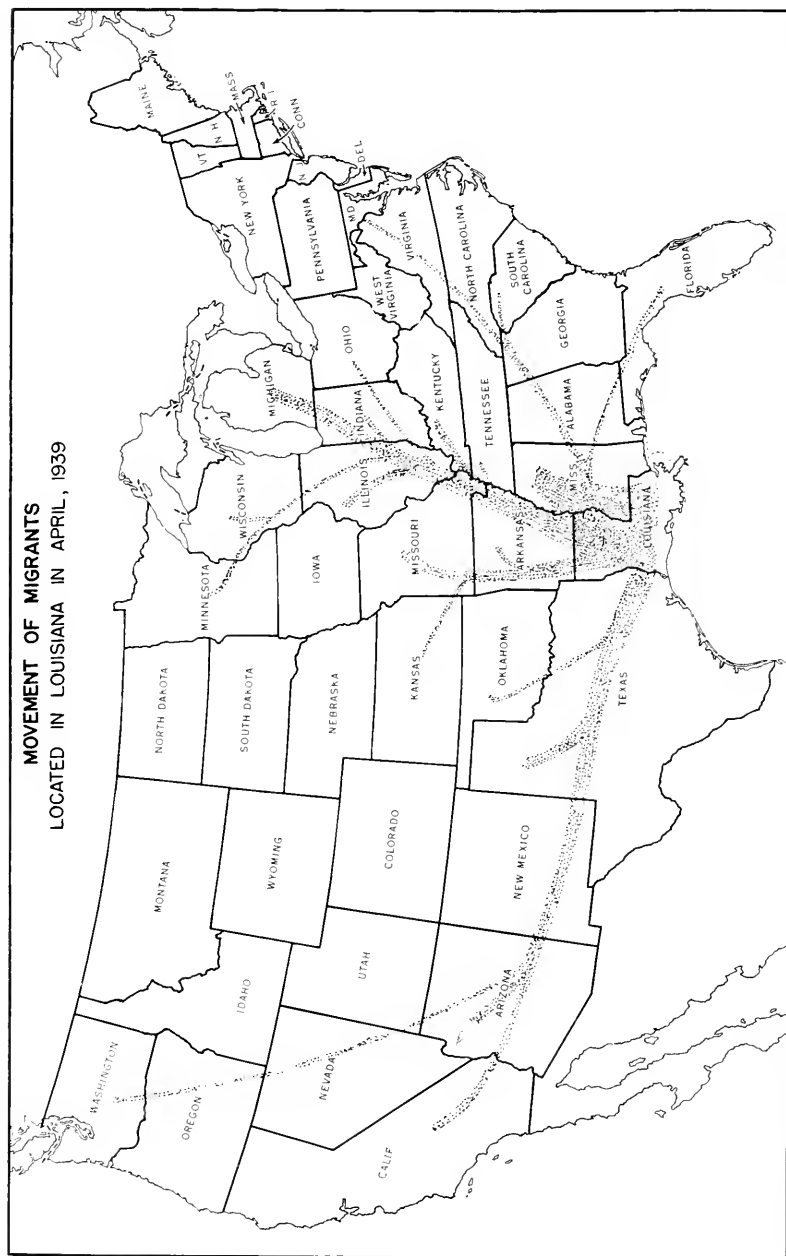 MOVEMENT OF MIGRANTS
LOCATED IN LOUISIANA IN APRIL, 1939
WASHINGTON
OREGON
CALIF
NEVADA
IDAHO
MONTANA
WYOMING
UTAH
COLORADO
ARIZONA
NEW MEXICO
NORTH DAKOTA
SOUTH DAKOTA
NEBRASKA
KANSAS
OKLAHOMA
TEXAS
MINNESOTA
IOWA
MISSOURI
ARKANSAS
LOUISIANA
WISCONSIN
ILLINOIS
MICHIGAN
INDIANA
OHIO
KENTUCKY
TENNESSEE
MISS
ALABAMA
GEORGIA
FLORIDA
SOUTH
CAROLINA
NORTH CAROLINA
VIRGINIA
WEST
VIRGINIA
PENNSYLVANIA
MD
DEL
N J
NEW YORK
VT
N H
MAINE
MASS
R I
CONN